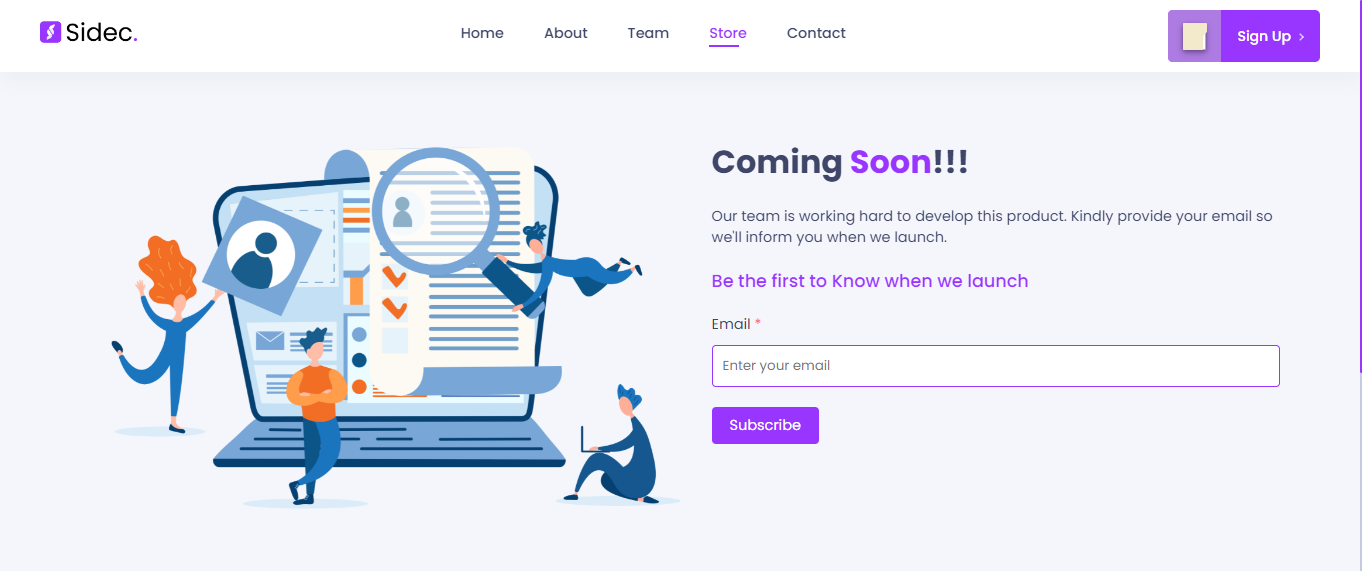 Sidec.
Home
About
Team
Store
Contact
Sign Up
Coming Soon!!!
Our team is working hard to develop this product. Kindly provide your email so
we'll inform you when we launch.
Be the first to Know when we launch
Email *
Enter your email
Subscribe